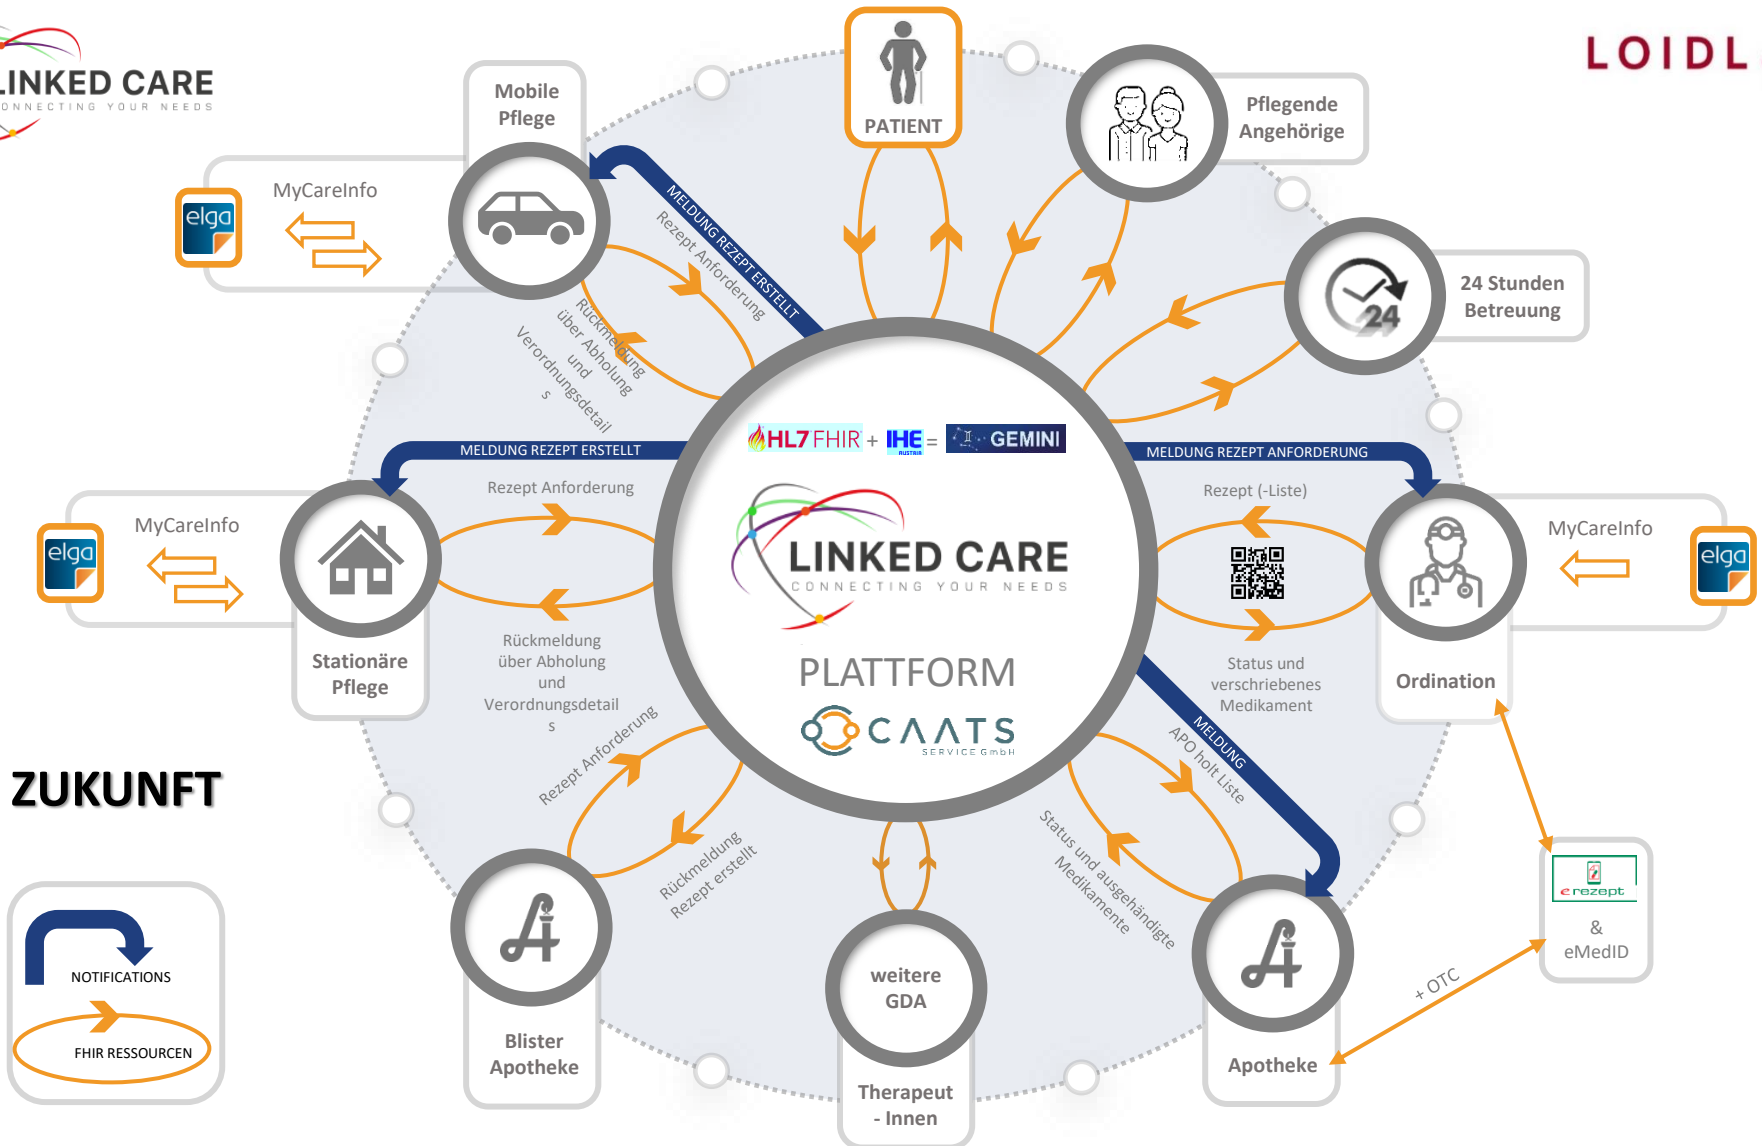 LINKED CARE
CONNECTING YOUR NEEDS
LOIDL
PATIENT
Mobile
Pflege
Pflegende
Angehörige
24 Stunden
Betreuung
24
MyCareInfo
elga
MELDUNG REZEPT ERSTELLT
Rezept Anforderung
Rückmeldung
über Abholung
und
Verordnungsdetail
s
HL7 FHIR + IHE = GEMINI
AUSTRIA
LINKED CARE
CONNECTING YOUR NEEDS
PLATTFORM
CAATS
SERVICE GmbH
MELDUNG REZEPT ERSTELLT
Rezept Anforderung
MyCareInfo
elga
Rückmeldung
über Abholung
und
Verordnungsdetail
s
Stationäre
Pflege
MELDUNG REZEPT ANFORDERUNG
Rezept (-Liste)
Status und
verschriebenes
Medikament
MyCareInfo
elga
Ordination
ZUKUNFT
Rezept Anforderung
Rückmeldung
Rezept erstellt
Blister
Apotheke
weitere
GDA
Therapeut
- Innen
MELDUNG
APO holt Liste
Status und ausgehändigte
Medikamente
Apotheke
+ OTC
e rezept
&
eMedID
NOTIFICATIONS
FHIR RESSOURCEN